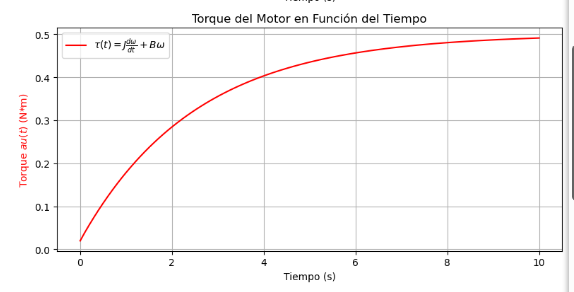 Tiempo (s)
Torque del Motor en Función del Tiempo
τ(t) = J dω/dt + Bω
Torque au(t) (N*m)
0.5
0.4
0.3
0.2
0.1
0.0
0 2 4 6 8 10
Tiempo (s)